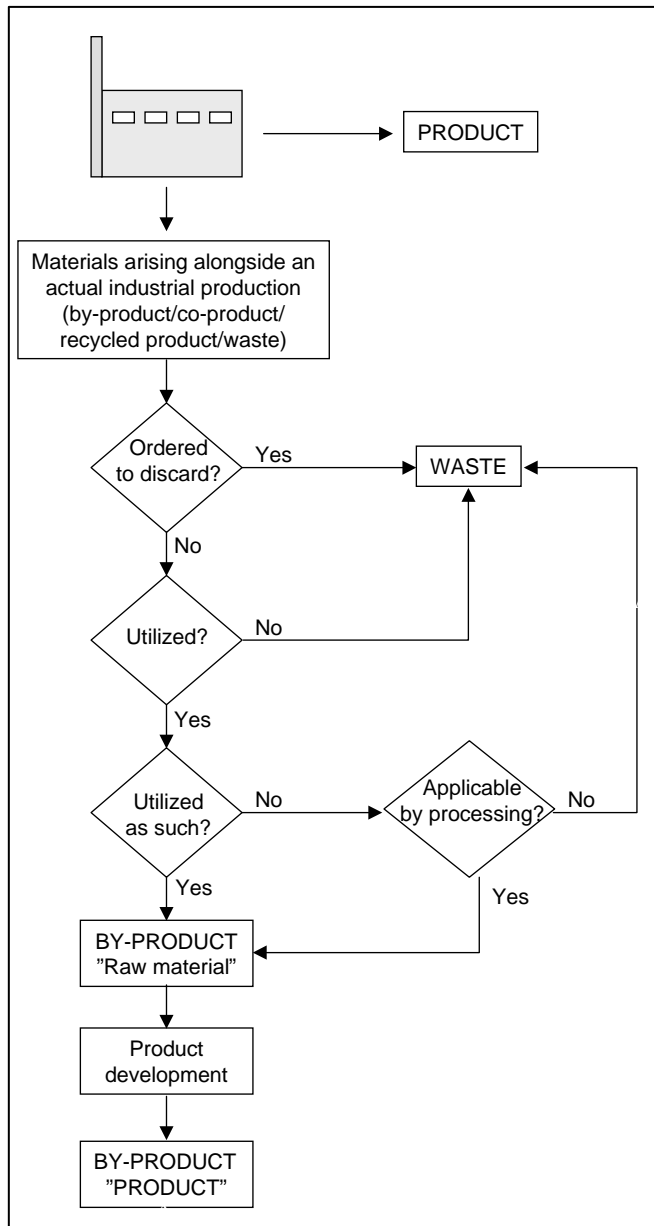 PRODUCT
Materials arising alongside an
actual industrial production
(by-product/co-product/
recycled product/waste)
Ordered
to discard?
Yes
WASTE
No
Utilized?
No
Yes
Utilized
as such?
No
Applicable
by processing?
No
Yes
Yes
BY-PRODUCT
”Raw material”
Product
development
BY-PRODUCT
”PRODUCT”